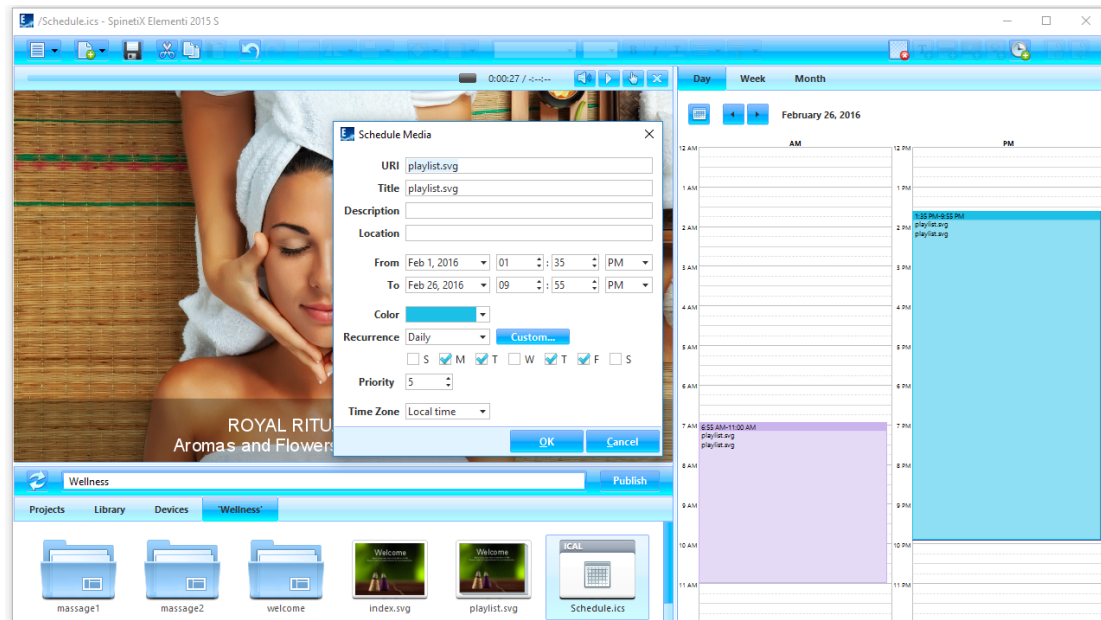 /Schedule.ics - SpinetiX Elementi 2015 S
0:00:27 / -:--:--
Day Week Month
February 26, 2016
AM PM
12 AM 12 PM
1 AM 1 PM
1:35 PM-9:55 PM
playlist.svg
playlist.svg
2 AM 2 PM
3 AM 3 PM
4 AM 4 PM
5 AM 5 PM
6 AM 6 PM
7 AM 7 PM
6:55 AM-11:00 AM
playlist.svg
playlist.svg
8 AM 8 PM
9 AM 9 PM
10 AM 10 PM
11 AM 11 PM
Schedule Media
URI playlist.svg
Title playlist.svg
Description
Location
From Feb 1, 2016 01 : 35 PM
To Feb 26, 2016 09 : 55 PM
Color
Recurrence Daily Custom...
S M T W T F S
Priority 5
Time Zone Local time
OK Cancel
ROYAL RITU
Aromas and Flowers
Wellness Publish
Projects Library Devices 'Wellness'
Welcome Welcome ICAL
massage1 massage2 welcome index.svg playlist.svg Schedule.ics